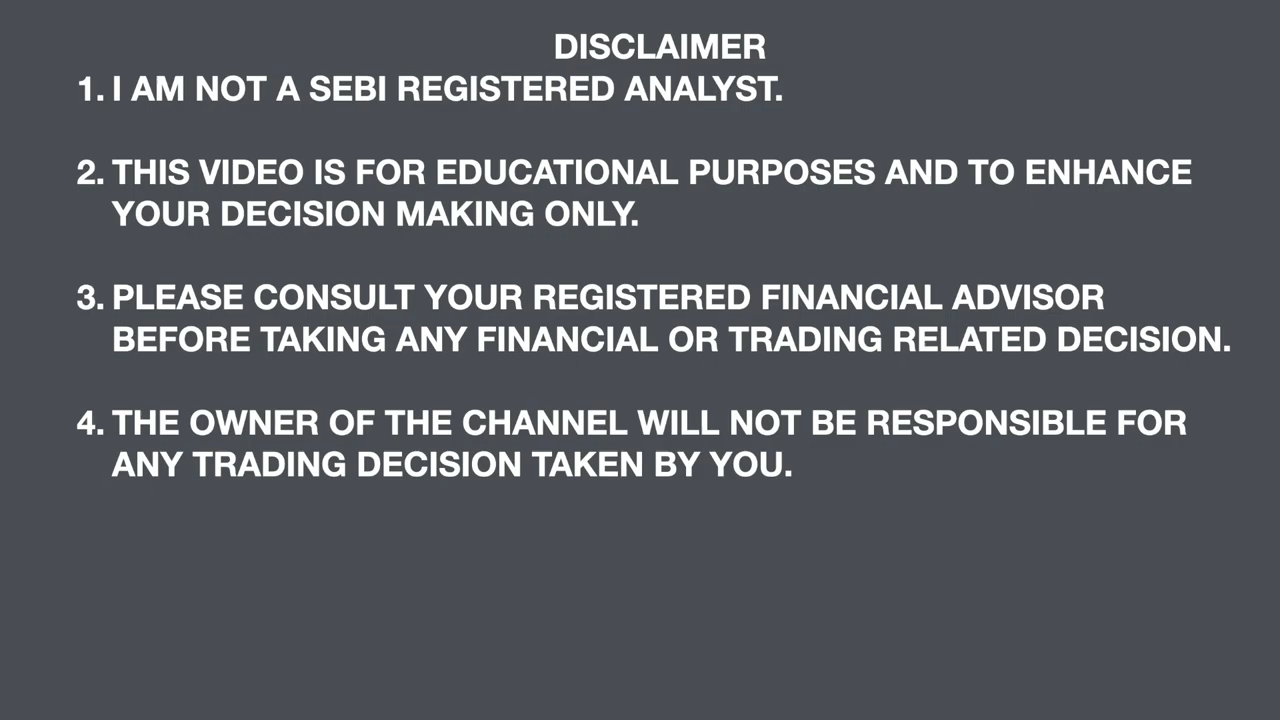 DISCLAIMER
1. I AM NOT A SEBI REGISTERED ANALYST.
2. THIS VIDEO IS FOR EDUCATIONAL PURPOSES AND TO ENHANCE
YOUR DECISION MAKING ONLY.
3. PLEASE CONSULT YOUR REGISTERED FINANCIAL ADVISOR
BEFORE TAKING ANY FINANCIAL OR TRADING RELATED DECISION.
4. THE OWNER OF THE CHANNEL WILL NOT BE RESPONSIBLE FOR
ANY TRADING DECISION TAKEN BY YOU.